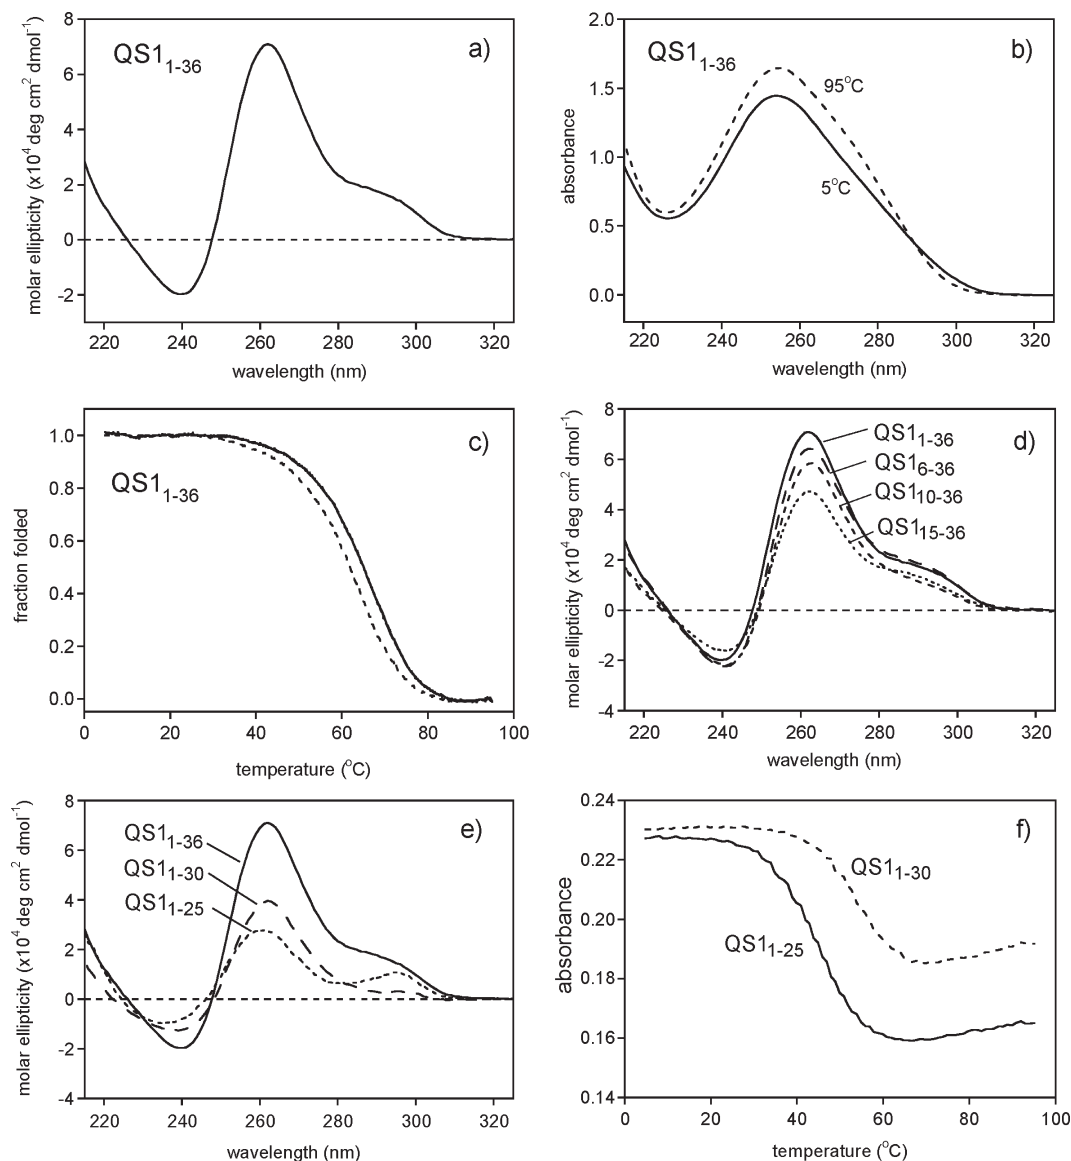 a)
QS1₁₋₃₆
molar ellipticity (x10⁴ deg cm² dmol⁻¹)
8
6
4
2
0
-2
220 240 260 280 300 320
wavelength (nm)
b)
QS1₁₋₃₆
95°C
5°C
absorbance
2.0
1.5
1.0
0.5
0.0
220 240 260 280 300 320
wavelength (nm)
c)
QS1₁₋₃₆
fraction folded
1.0
0.8
0.6
0.4
0.2
0.0
0 20 40 60 80 100
temperature (°C)
d)
QS1₁₋₃₆
QS1₆₋₃₆
QS1₁₀₋₃₆
QS1₁₅₋₃₆
molar ellipticity (x10⁴ deg cm² dmol⁻¹)
8
6
4
2
0
-2
-4
220 240 260 280 300 320
wavelength (nm)
e)
QS1₁₋₃₆
QS1₁₋₃₀
QS1₁₋₂₅
molar ellipticity (x10⁴ deg cm² dmol⁻¹)
8
6
4
2
0
-2
-4
220 240 260 280 300 320
wavelength (nm)
f)
QS1₁₋₃₀
QS1₁₋₂₅
absorbance
0.24
0.22
0.20
0.18
0.16
0.14
0 20 40 60 80 100
temperature (°C)